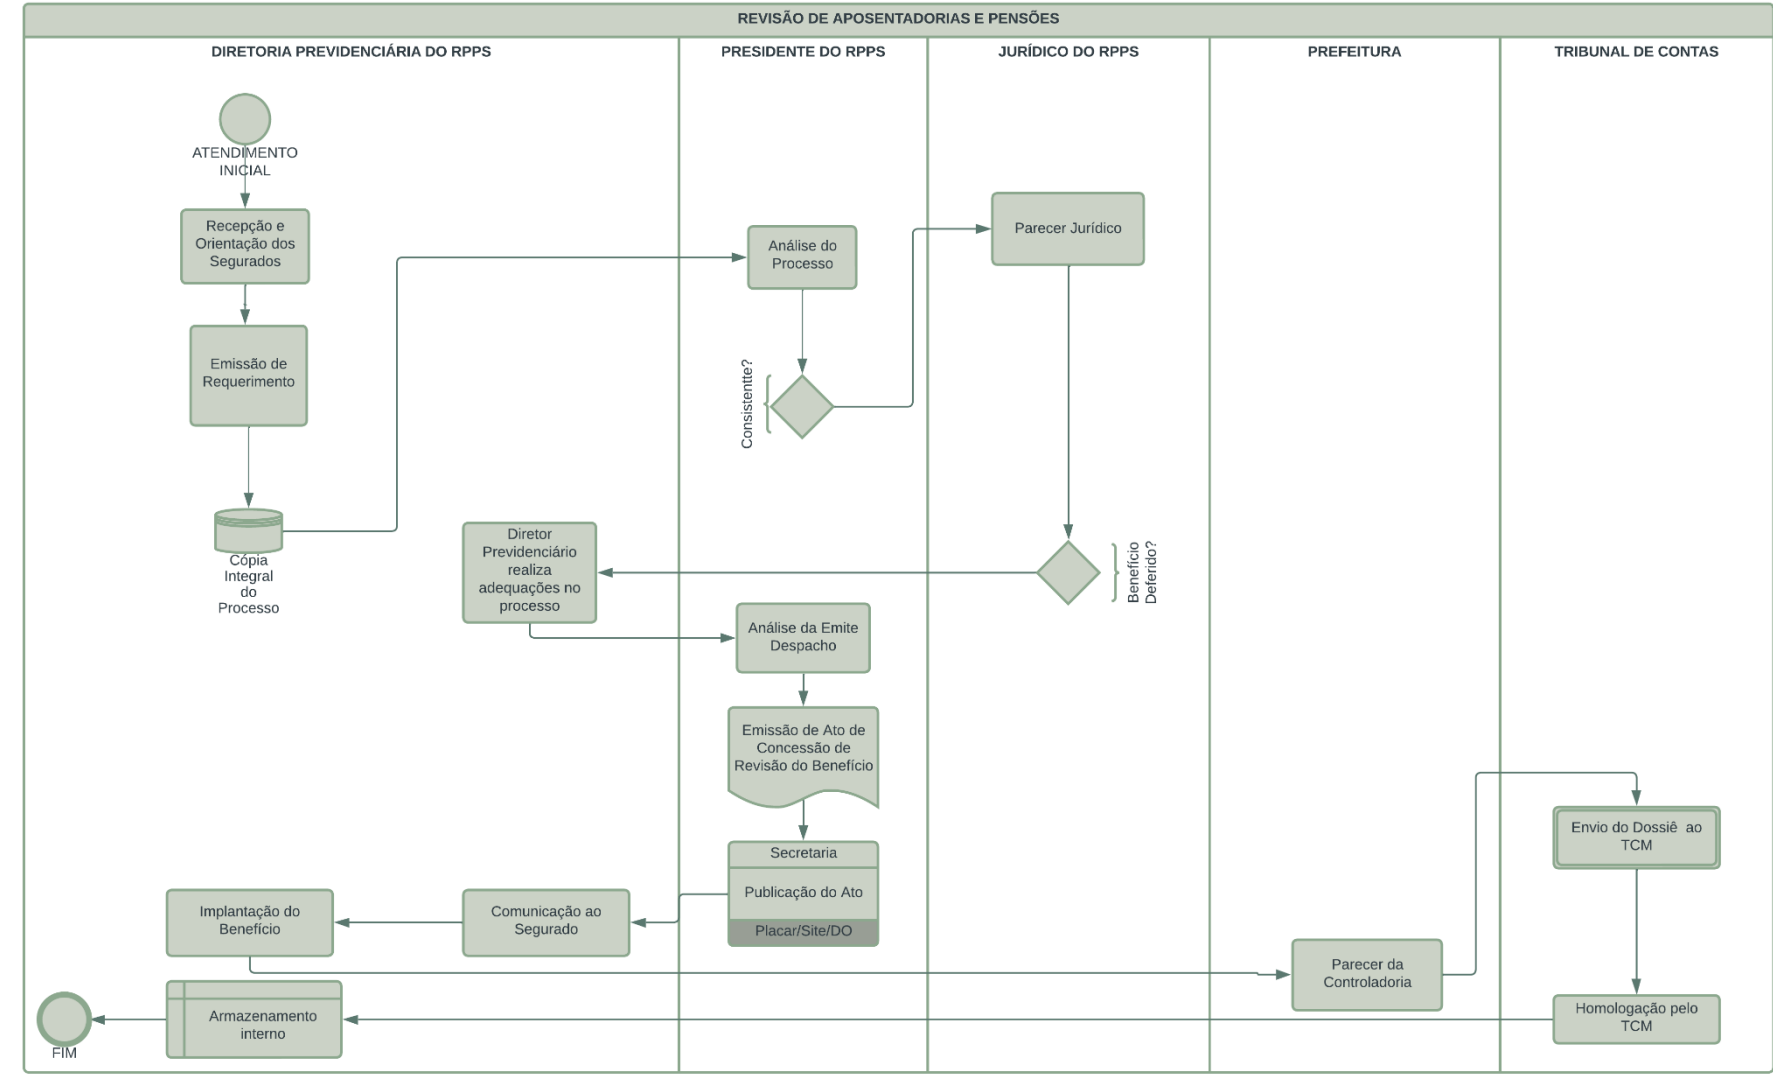 REVISÃO DE APOSENTADORIAS E PENSÕES
DIRETORIA PREVIDENCIÁRIA DO RPPS
PRESIDENTE DO RPPS
JURÍDICO DO RPPS
PREFEITURA
TRIBUNAL DE CONTAS
ATENDIMENTO
INICIAL
Recepção e
Orientação dos
Segurados
Emissão de
Requerimento
Cópia
Integral
do
Processo
Análise do
Processo
Consistentte?
Parecer Jurídico
Benefício
Deferido?
Diretor
Previdenciário
realiza
adequações no
processo
Análise da Emite
Despacho
Emissão de Ato de
Concessão de
Revisão do Benefício
Secretaria
Publicação do Ato
Placar/Site/DO
Comunicação ao
Segurado
Implantação do
Benefício
Parecer da
Controladoria
Envio do Dossiê  ao
TCM
Homologação pelo
TCM
Armazenamento
interno
FIM